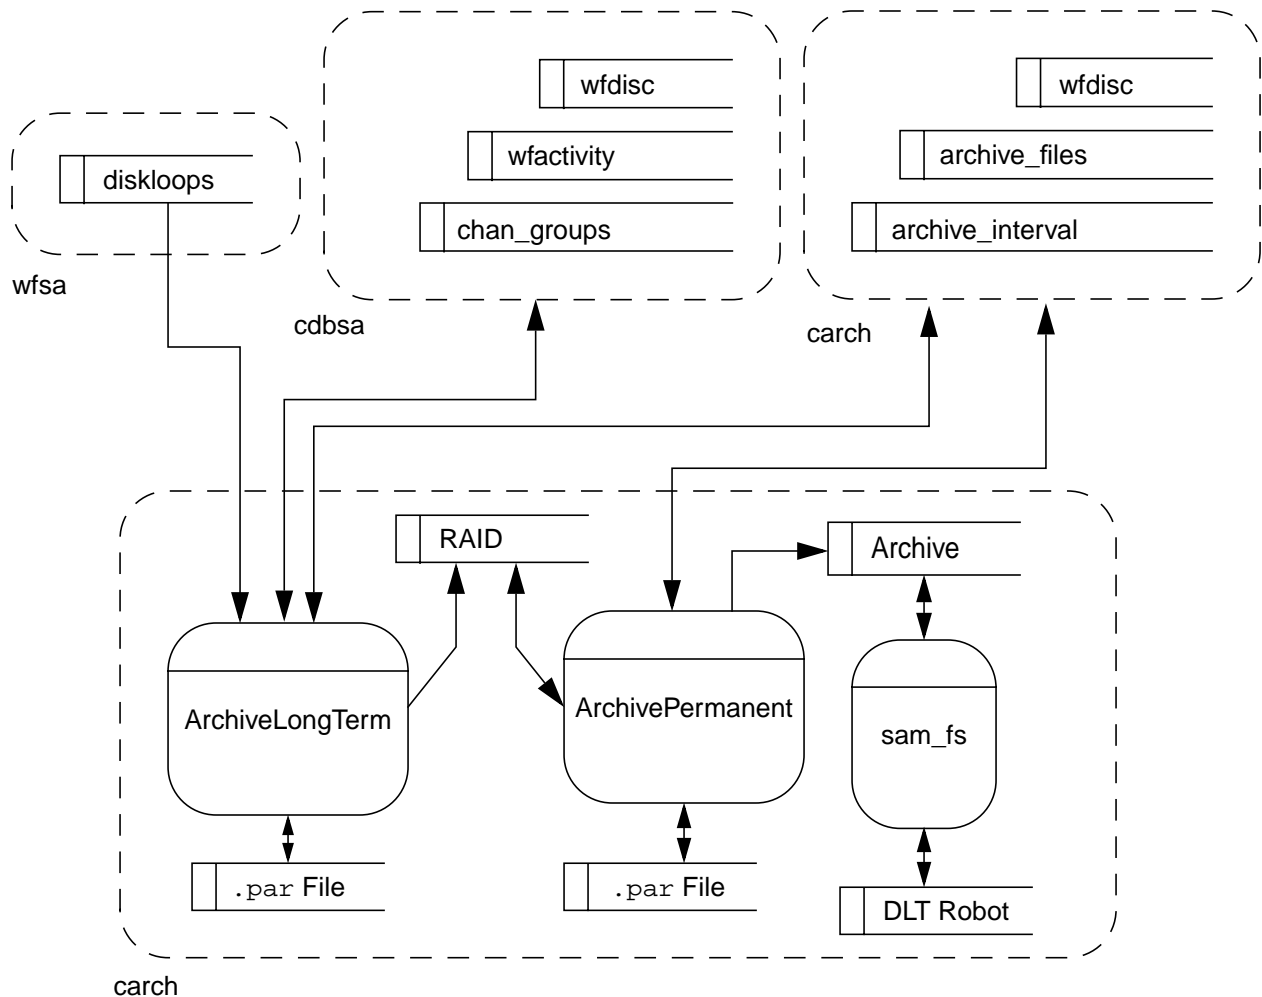 wfdisc
wfactivity
chan_groups
cdbsa
wfdisc
archive_files
archive_interval
carch
diskloops
wfsa
RAID
Archive
ArchiveLongTerm
ArchivePermanent
sam_fs
.par File
.par File
DLT Robot
carch